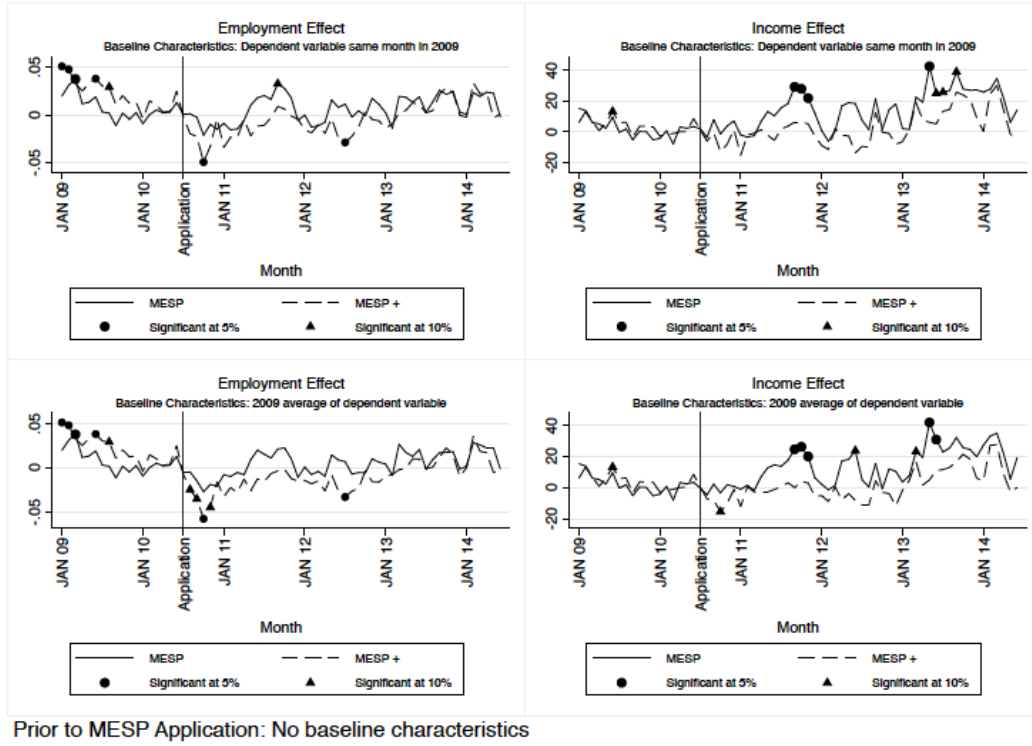 Employment Effect
Baseline Characteristics: Dependent variable same month in 2009
.05
0
-.05
JAN 09
JAN 10
Application
JAN 11
JAN 12
JAN 13
JAN 14
Month
MESP
MESP +
Significant at 5%
Significant at 10%
Income Effect
Baseline Characteristics: Dependent variable same month in 2009
40
20
0
-20
JAN 09
JAN 10
Application
JAN 11
JAN 12
JAN 13
JAN 14
Month
MESP
MESP +
Significant at 5%
Significant at 10%
Employment Effect
Baseline Characteristics: 2009 average of dependent variable
.05
0
-.05
JAN 09
JAN 10
Application
JAN 11
JAN 12
JAN 13
JAN 14
Month
MESP
MESP +
Significant at 5%
Significant at 10%
Income Effect
Baseline Characteristics: 2009 average of dependent variable
40
20
0
-20
JAN 09
JAN 10
Application
JAN 11
JAN 12
JAN 13
JAN 14
Month
MESP
MESP +
Significant at 5%
Significant at 10%
Prior to MESP Application: No baseline characteristics